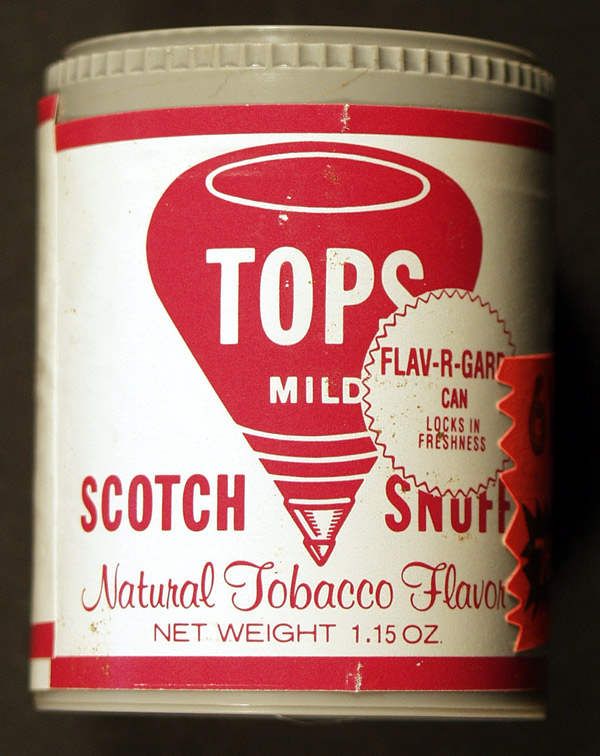 TOPS
MILD
FLAV-R-GARD
CAN
LOCKS IN
FRESHNESS
SCOTCH SNUFF
Natural Tobacco Flavor
NET WEIGHT 1.15 OZ.